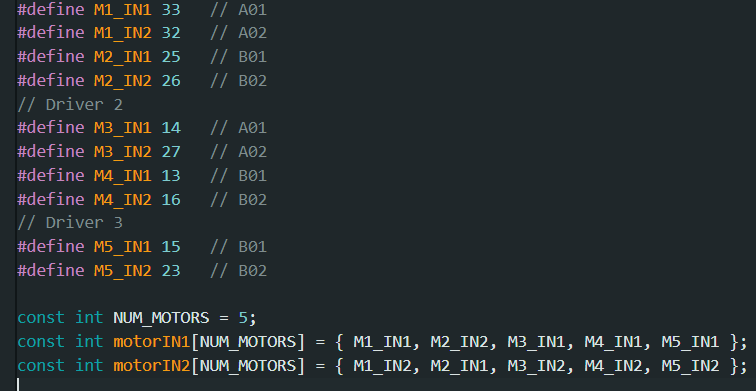 #define M1_IN1 33   // A01
#define M1_IN2 32   // A02
#define M2_IN1 25   // B01
#define M2_IN2 26   // B02
// Driver 2
#define M3_IN1 14   // A01
#define M3_IN2 27   // A02
#define M4_IN1 13   // B01
#define M4_IN2 16   // B02
// Driver 3
#define M5_IN1 15   // B01
#define M5_IN2 23   // B02
const int NUM_MOTORS = 5;
const int motorIN1[NUM_MOTORS] = { M1_IN1, M2_IN2, M3_IN1, M4_IN1, M5_IN1 };
const int motorIN2[NUM_MOTORS] = { M1_IN2, M2_IN1, M3_IN2, M4_IN2, M5_IN2 };